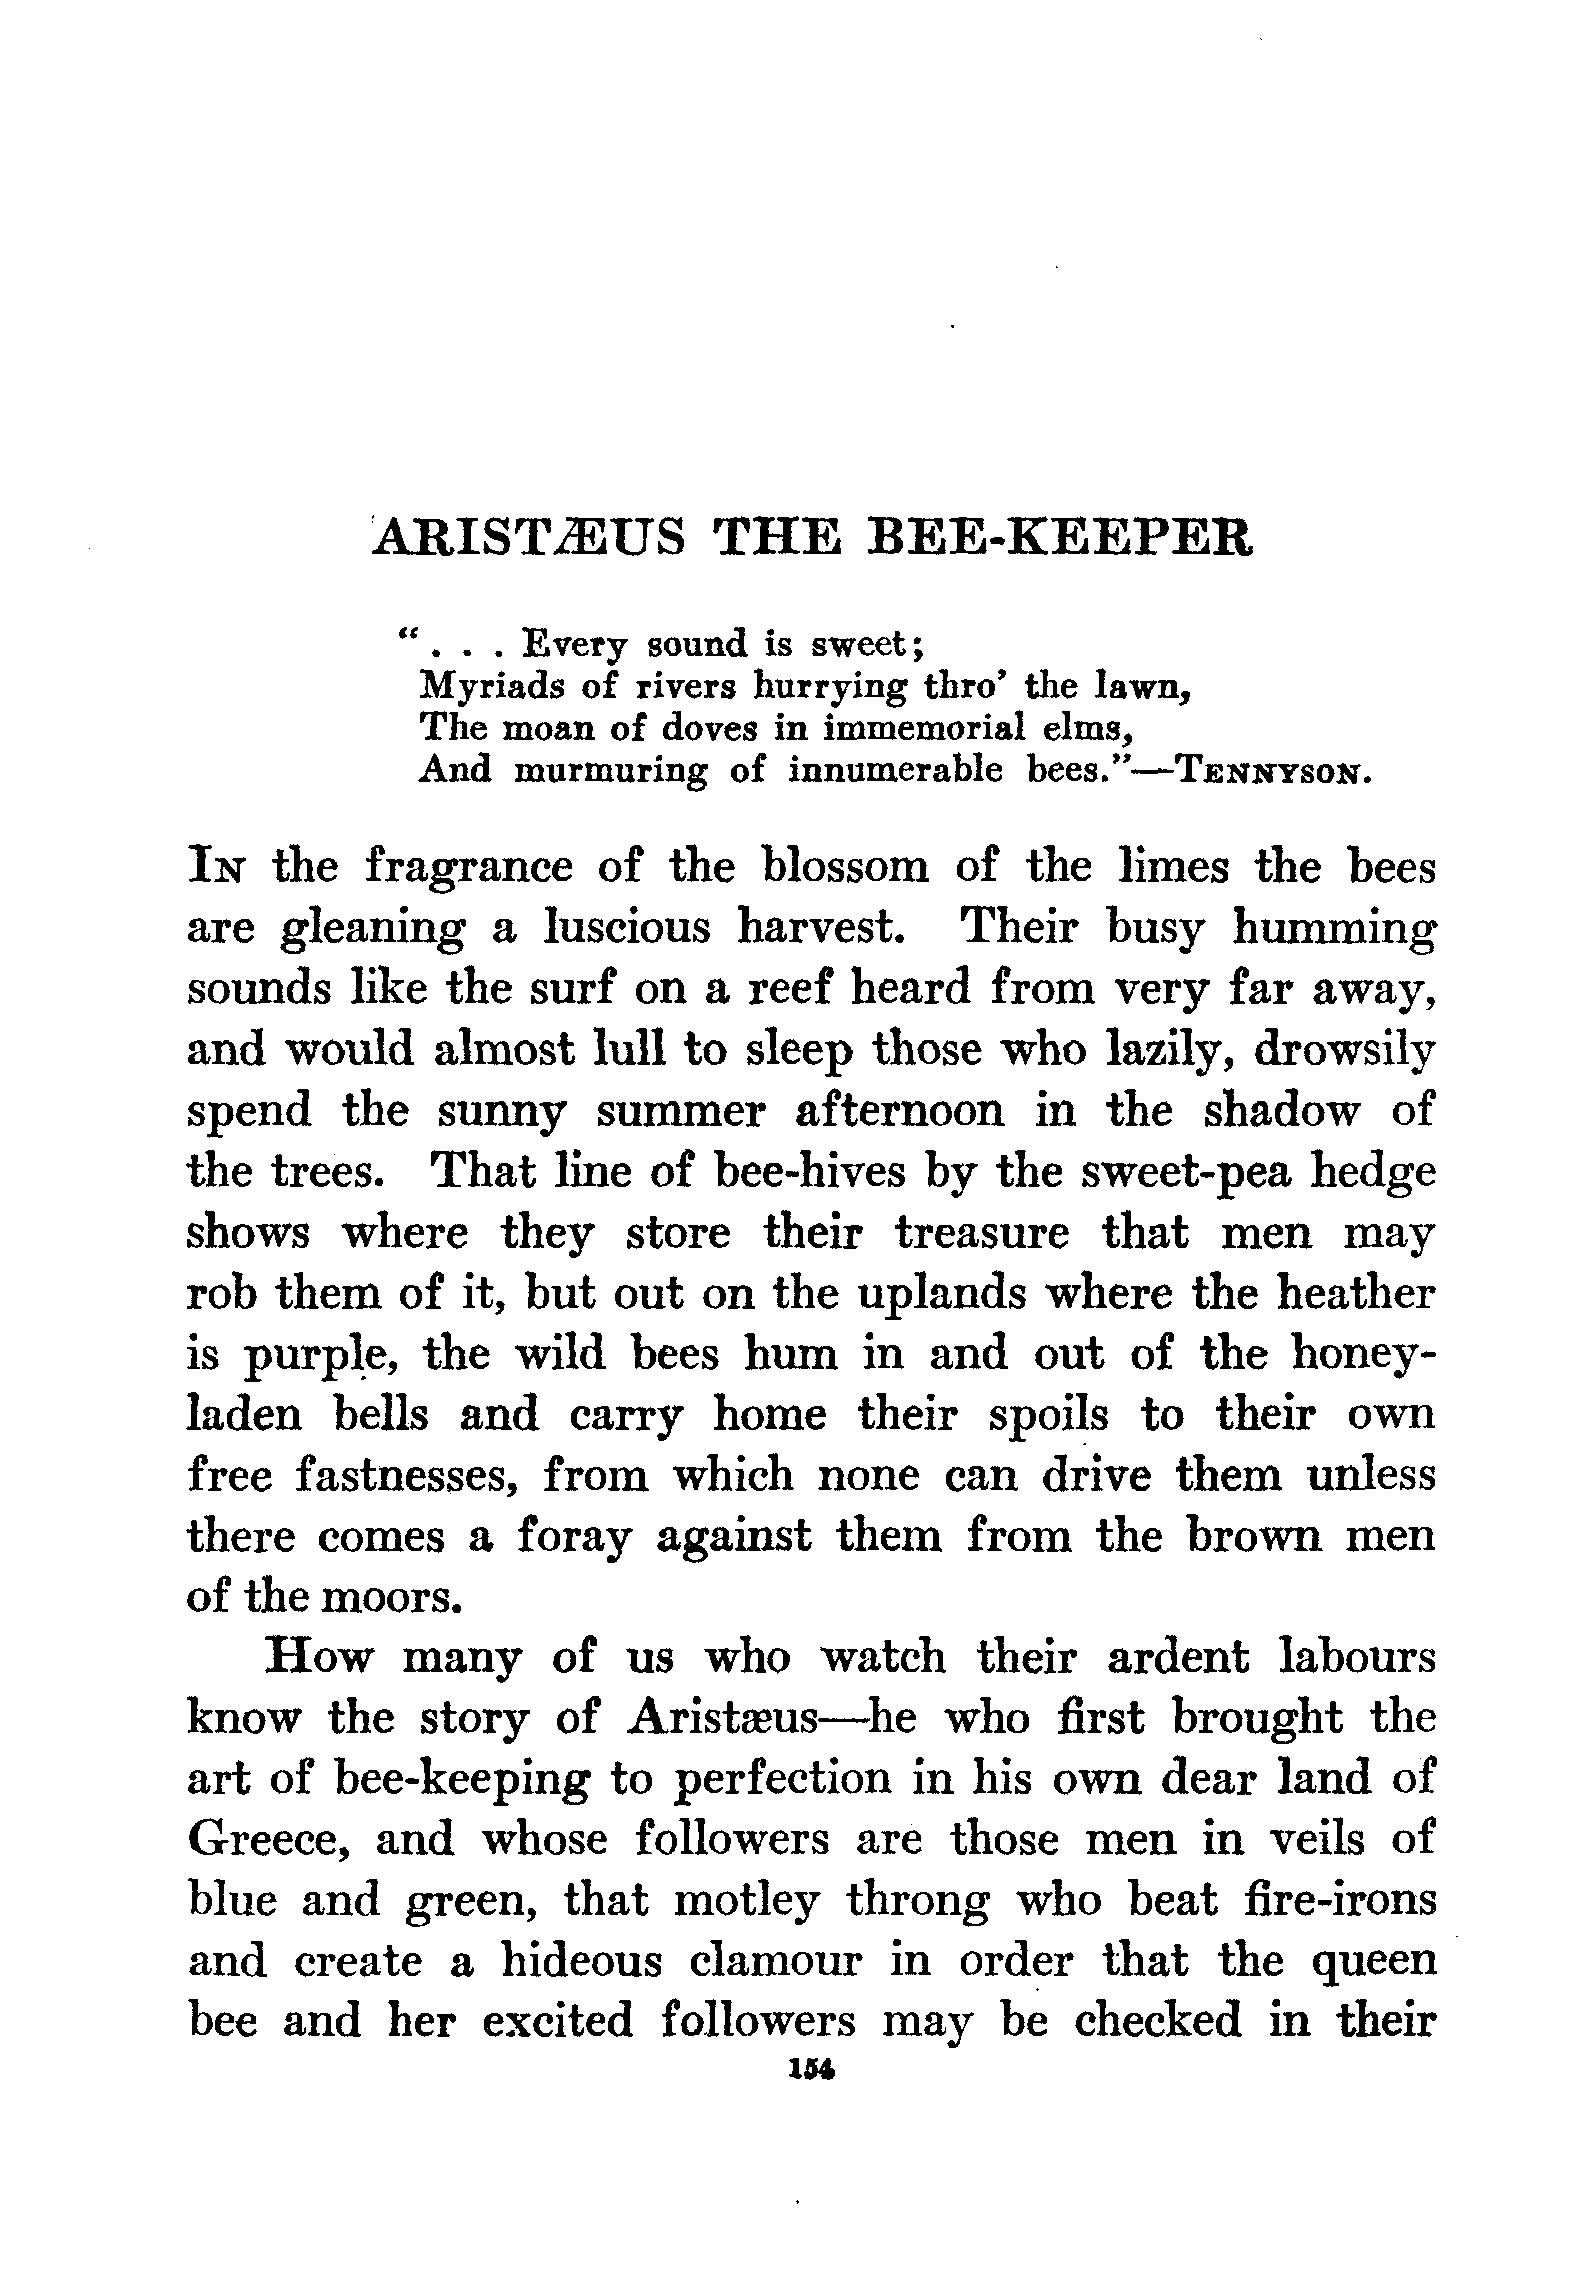 ARISTÆUS THE BEE-KEEPER
“. . . Every sound is sweet;
Myriads of rivers hurrying thro’ the lawn,
The moan of doves in immemorial elms,
And murmuring of innumerable bees.”—TENNYSON.
IN the fragrance of the blossom of the limes the bees
are gleaning a luscious harvest. Their busy humming
sounds like the surf on a reef heard from very far away,
and would almost lull to sleep those who lazily, drowsily
spend the sunny summer afternoon in the shadow of
the trees. That line of bee-hives by the sweet-pea hedge
shows where they store their treasure that men may
rob them of it, but out on the uplands where the heather
is purple, the wild bees hum in and out of the honey-
laden bells and carry home their spoils to their own
free fastnesses, from which none can drive them unless
there comes a foray against them from the brown men
of the moors.
How many of us who watch their ardent labours
know the story of Aristæus—he who first brought the
art of bee-keeping to perfection in his own dear land of
Greece, and whose followers are those men in veils of
blue and green, that motley throng who beat fire-irons
and create a hideous clamour in order that the queen
bee and her excited followers may be checked in their
154